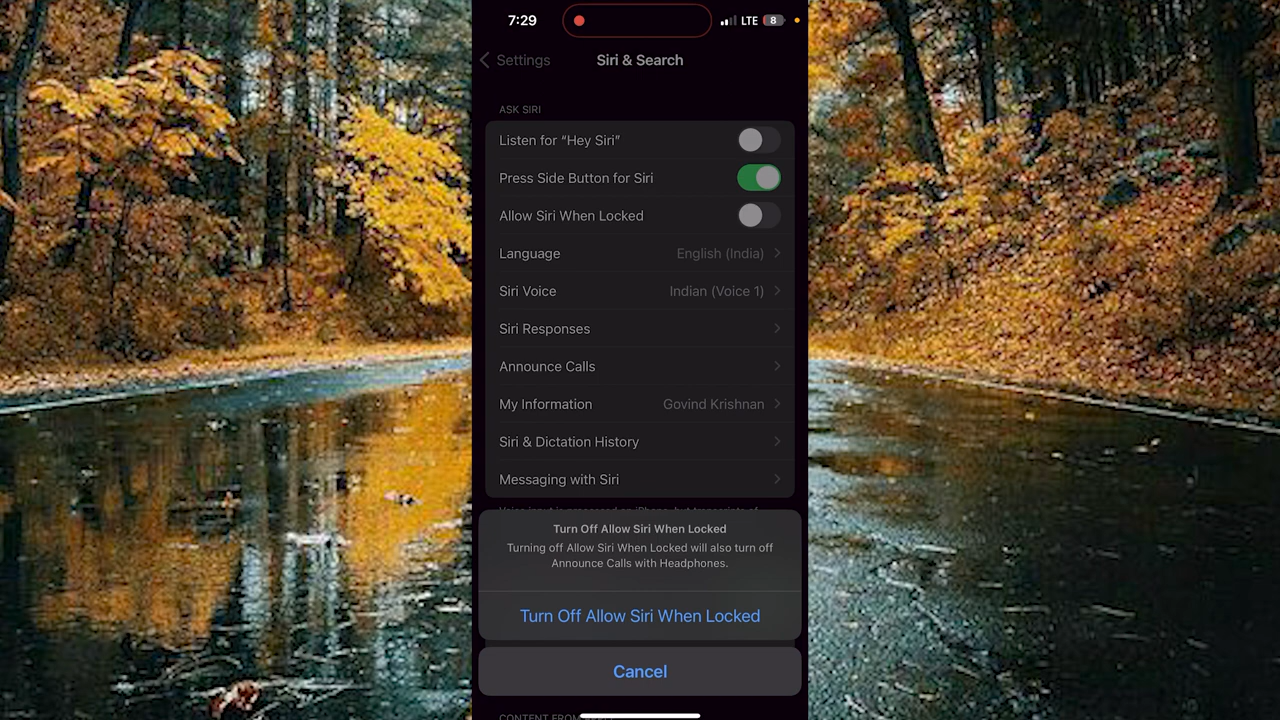 7:29
LTE 8
Settings
Siri & Search
ASK SIRI
Listen for “Hey Siri”
Press Side Button for Siri
Allow Siri When Locked
Language English (India)
Siri Voice Indian (Voice 1)
Siri Responses
Announce Calls
My Information Govind Krishnan
Siri & Dictation History
Messaging with Siri
Turn Off Allow Siri When Locked
Turning off Allow Siri When Locked will also turn off
Announce Calls with Headphones.
Turn Off Allow Siri When Locked
Cancel
CONTENT FROM